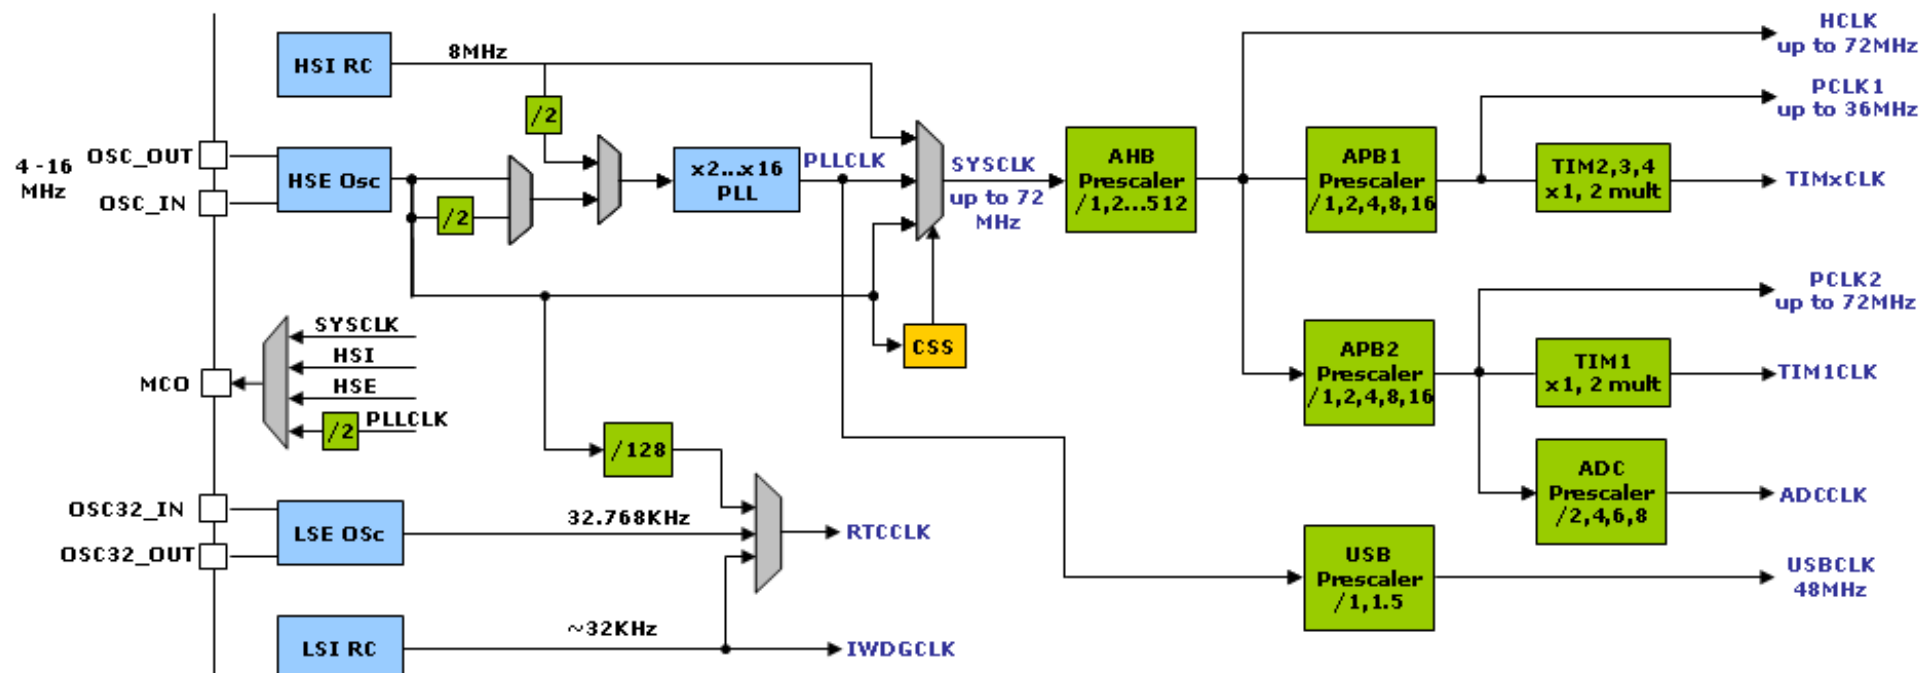 HSI RC
8MHz
/2
HCLK
up to 72MHz
PCLK1
up to 36MHz
4 -16
MHz
OSC_OUT
OSC_IN
HSE Osc
/2
x2...x16
PLL
PLLCLK
SYSCLK
up to 72
MHz
AHB
Prescaler
/1,2...512
APB1
Prescaler
/1,2,4,8,16
TIM2,3,4
x1, 2 mult
TIMxCLK
PCLK2
up to 72MHz
SYSCLK
HSI
HSE
PLLCLK
/2
MCO
CSS
APB2
Prescaler
/1,2,4,8,16
TIM1
x1, 2 mult
TIM1CLK
/128
ADC
Prescaler
/2,4,6,8
ADCCLK
OSC32_IN
OSC32_OUT
LSE OSc
32.768KHz
RTCCLK
USB
Prescaler
/1,1.5
USBCLK
48MHz
LSI RC
~32KHz
IWDGCLK